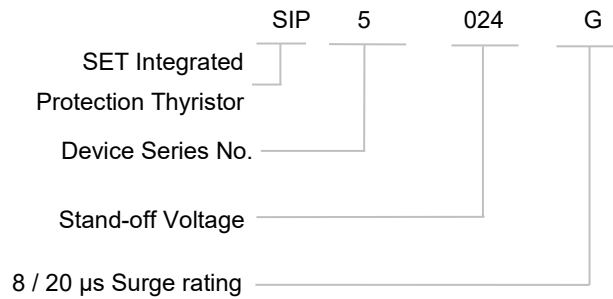 SIP 5 024 G
SET Integrated
Protection Thyristor
Device Series No.
Stand-off Voltage
8 / 20 μs Surge rating